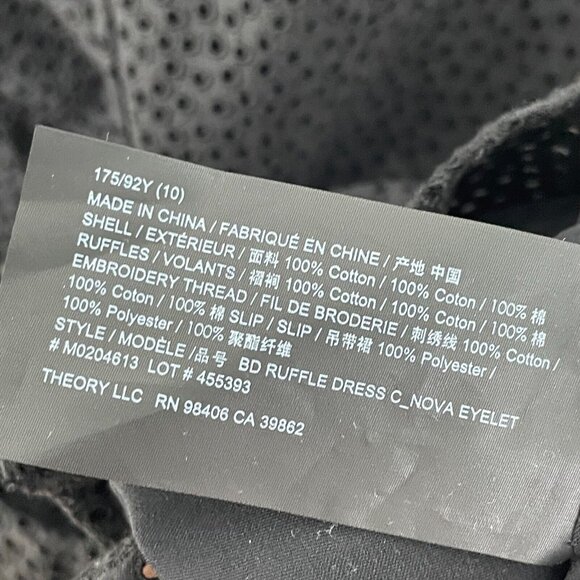 175/92Y (10)
MADE IN CHINA / FABRIQUÉ EN CHINE / 产地 中国
SHELL / EXTÉRIEUR / 面料 100% Cotton / 100% Coton / 100% 棉
RUFFLES / VOLANTS / 褶裥 100% Cotton / 100% Coton / 100% 棉
EMBROIDERY THREAD / FIL DE BRODERIE / 刺绣线 100% Cotton /
100% Coton / 100% 棉 SLIP / SLIP / 吊带裙 100% Polyester /
100% Polyester / 100% 聚酯纤维
STYLE / MODÈLE / 品号 BD RUFFLE DRESS C_NOVA EYELET
# M0204613 LOT # 455393
THEORY LLC RN 98406 CA 39862